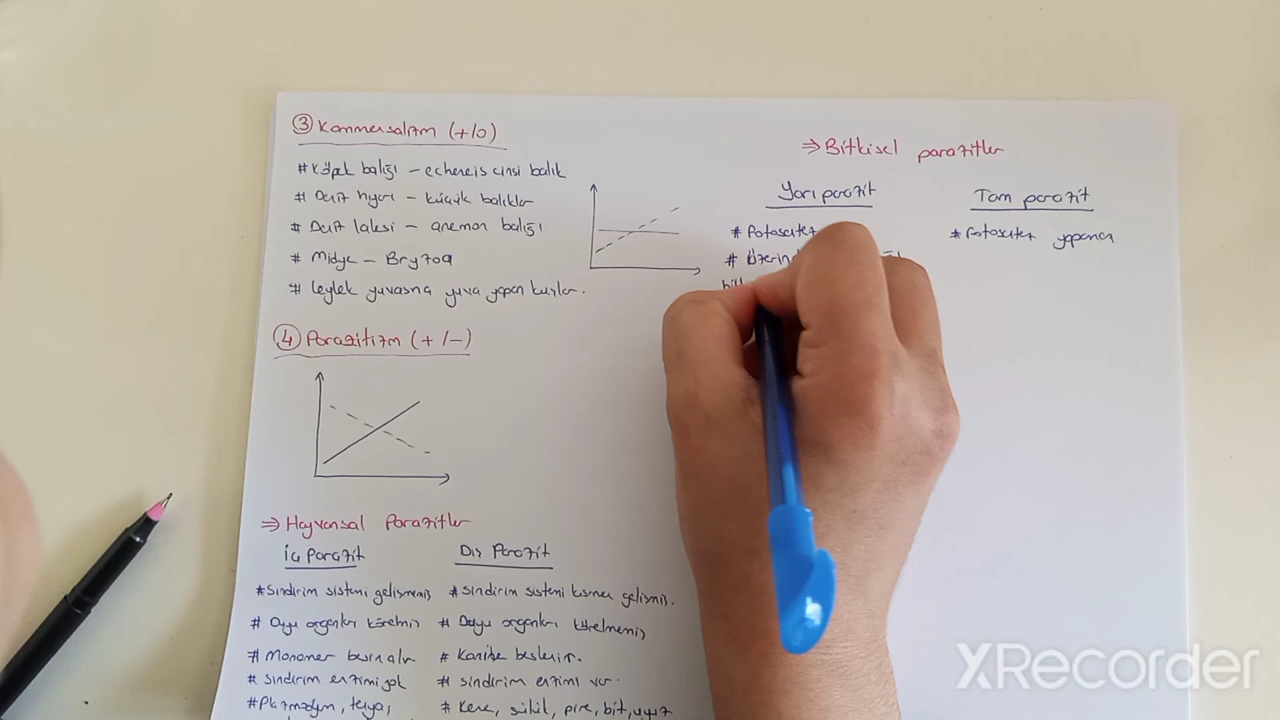 ③ Kommensalizm (+/0)
# Köpek balığı – echeneis cinsi balık
# Deniz hıyarı – küçük balıklar
# Deniz lalesi – anemon balığı
# Midye – Bryzoa
# Leylek yuvasına yuva yapan kuşlar.
④ Parazitizm (+/–)
⇒ Hayvansal Parazitler
İç Parazit
# Sindirim sistemi gelişmemiş
# Duyu organları körelmiş
# Monomer besin alır
# Sindirim enzimi yok
# Plazmodyum, tenya,
Dış Parazit
# Sindirim sistemi kısmen gelişmiş.
# Duyu organları körelmemiş
# Kanla beslenir.
# Sindirim enzimi var.
# Kene, sülük, pire, bit, uyuz
⇒ Bitkisel parazitler
Yarı parazit
# Fotosentez
# Üzerinde
Tam parazit
# Fotosentez yapamaz
XRecorder